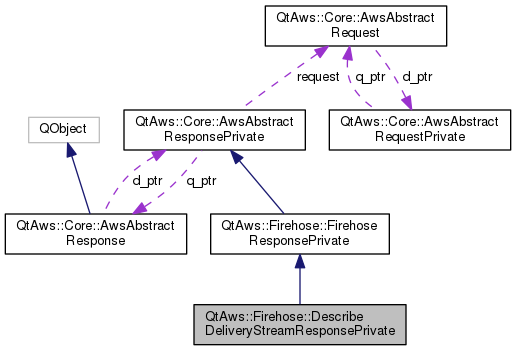 QtAws::Core::AwsAbstract
Request
request
q_ptr
d_ptr
QObject
QtAws::Core::AwsAbstract
ResponsePrivate
QtAws::Core::AwsAbstract
RequestPrivate
d_ptr
q_ptr
QtAws::Core::AwsAbstract
Response
QtAws::Firehose::Firehose
ResponsePrivate
QtAws::Firehose::Describe
DeliveryStreamResponsePrivate